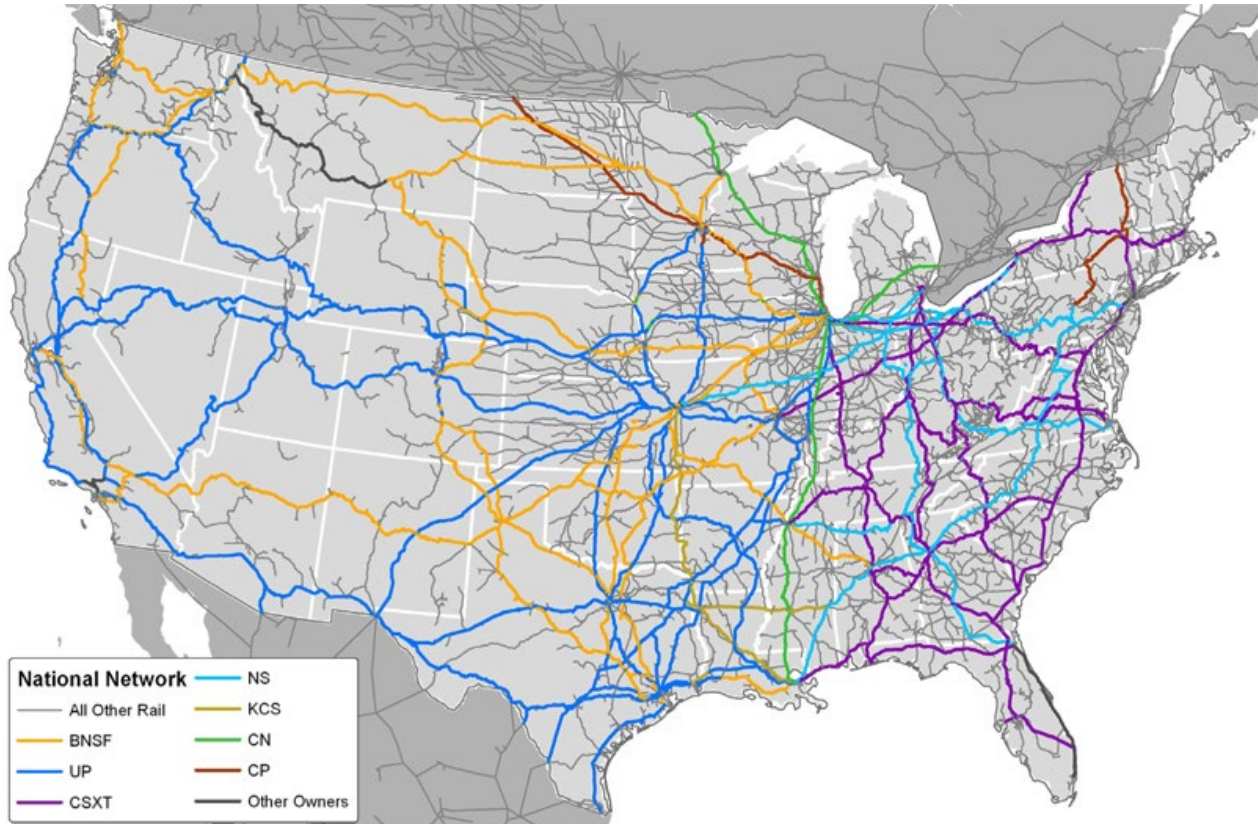 National Network
All Other Rail
BNSF
UP
CSXT
NS
KCS
CN
CP
Other Owners